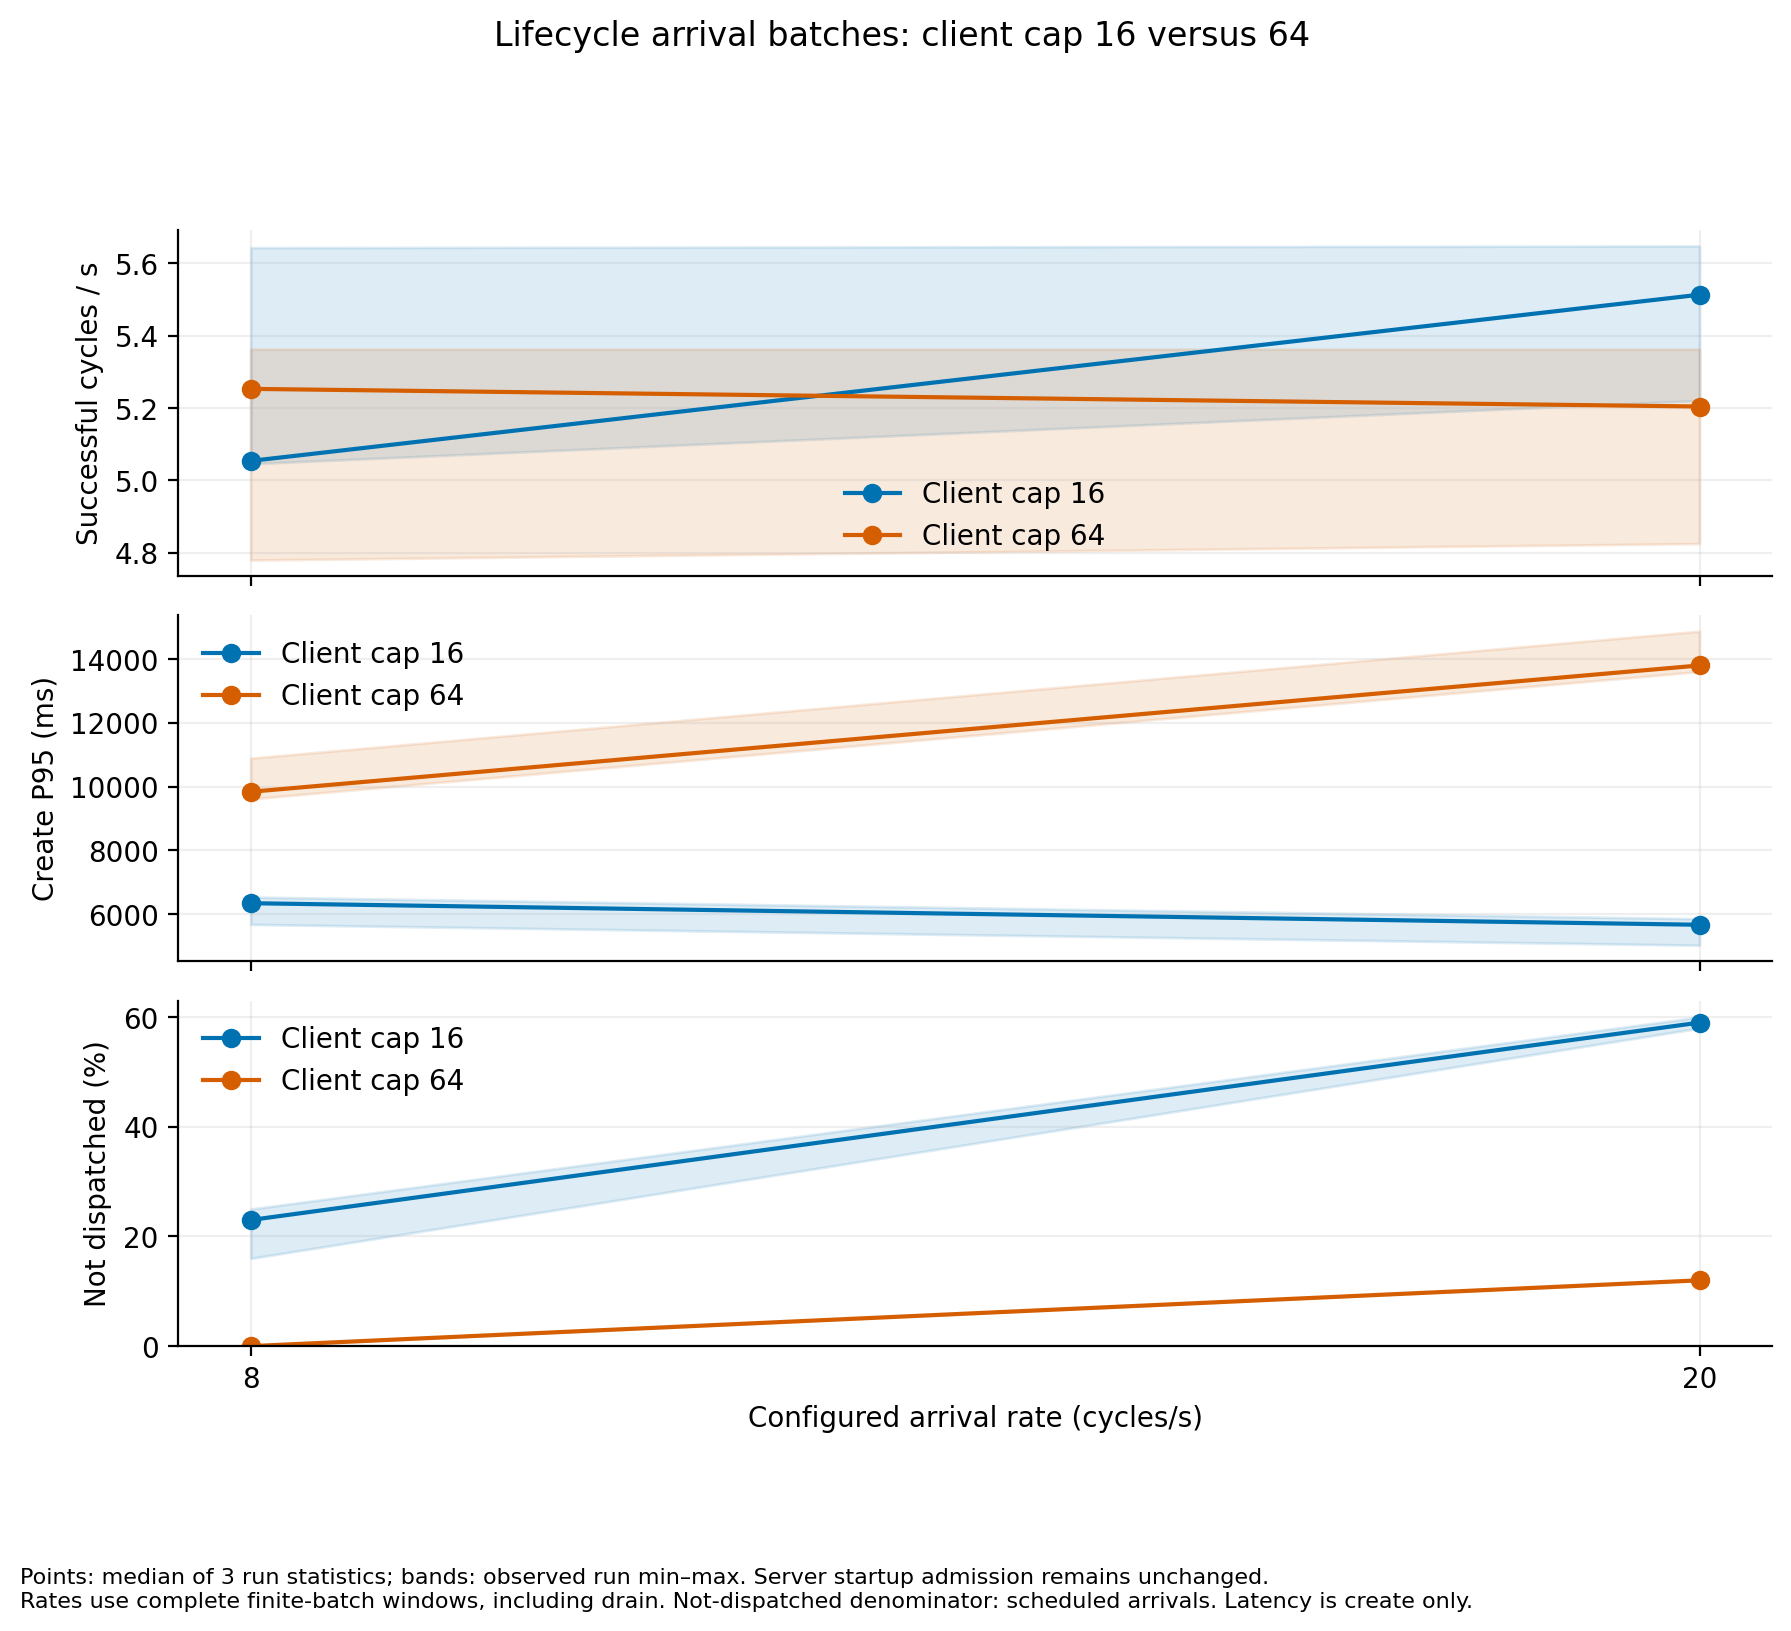 Lifecycle arrival batches: client cap 16 versus 64
Successful cycles / s
5.6
5.4
5.2
5.0
4.8
Client cap 16
Client cap 64
Create P95 (ms)
14000
12000
10000
8000
6000
Client cap 16
Client cap 64
Not dispatched (%)
60
40
20
0
Client cap 16
Client cap 64
8
20
Configured arrival rate (cycles/s)
Points: median of 3 run statistics; bands: observed run min–max. Server startup admission remains unchanged.
Rates use complete finite-batch windows, including drain. Not-dispatched denominator: scheduled arrivals. Latency is create only.